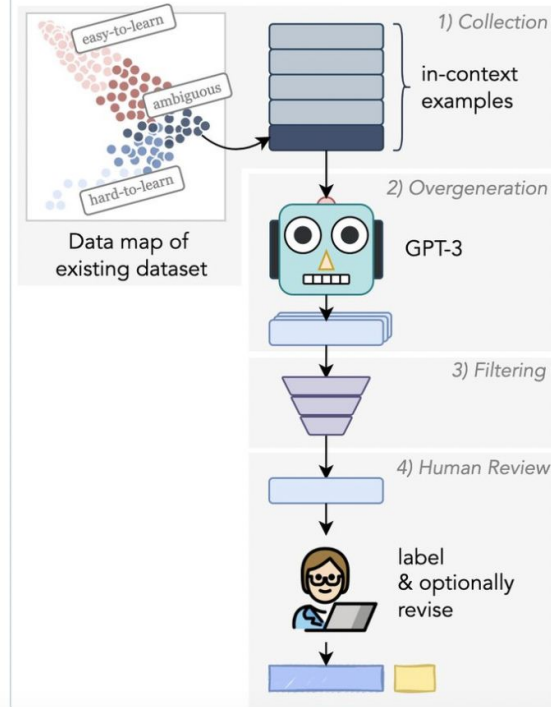 easy-to-learn
ambiguous
hard-to-learn
Data map of
existing dataset
1) Collection
in-context
examples
2) Overgeneration
GPT-3
3) Filtering
4) Human Review
label
& optionally
revise